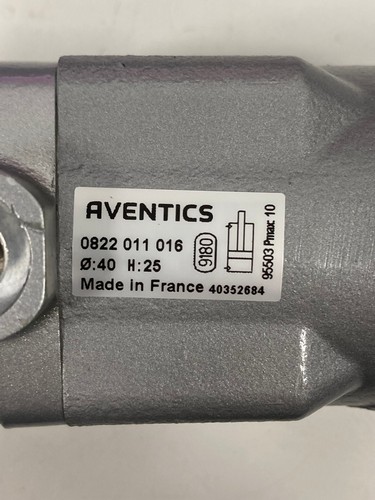 AVENTICS
0822 011 016
Ø:40 H:25
Made in France 40352684
9180
95503 Pmax: 10